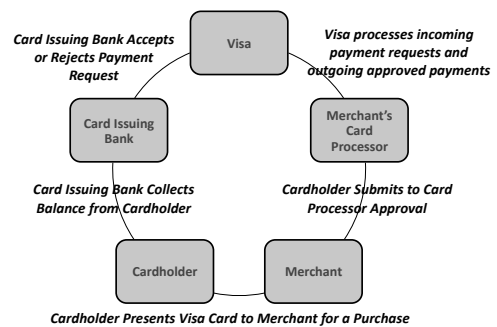 Card Issuing Bank Accepts
or Rejects Payment
Request
Visa
Visa processes incoming
payment requests and
outgoing approved payments
Card Issuing
Bank
Merchant's
Card
Processor
Card Issuing Bank Collects
Balance from Cardholder
Cardholder Submits to Card
Processor Approval
Cardholder
Merchant
Cardholder Presents Visa Card to Merchant for a Purchase